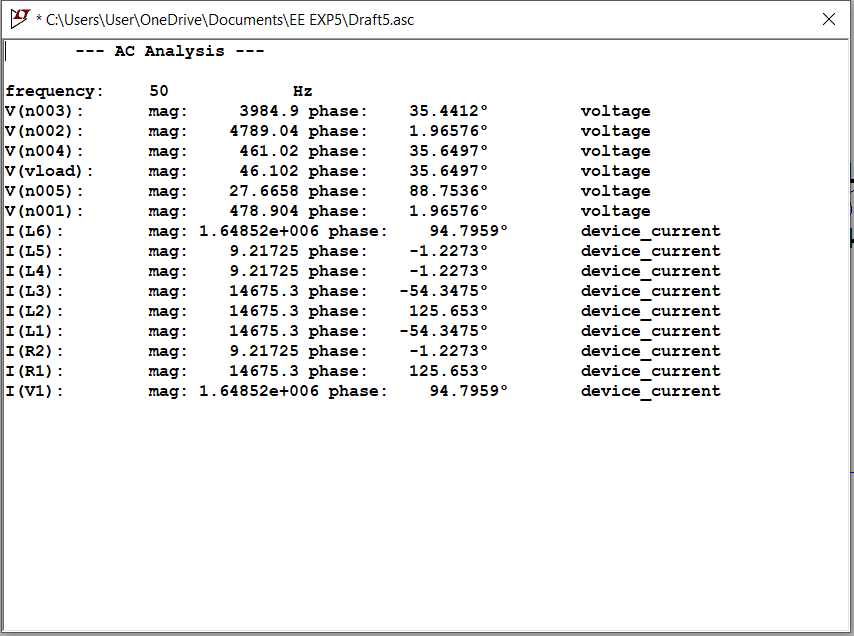 * C:\Users\User\OneDrive\Documents\EE EXP5\Draft5.asc
--- AC Analysis ---
frequency: 50 Hz
V(n003): mag: 3984.9 phase: 35.4412° voltage
V(n002): mag: 4789.04 phase: 1.96576° voltage
V(n004): mag: 461.02 phase: 35.6497° voltage
V(vload): mag: 46.102 phase: 35.6497° voltage
V(n005): mag: 27.6658 phase: 88.7536° voltage
V(n001): mag: 478.904 phase: 1.96576° voltage
I(L6): mag: 1.64852e+006 phase: 94.7959° device_current
I(L5): mag: 9.21725 phase: -1.2273° device_current
I(L4): mag: 9.21725 phase: -1.2273° device_current
I(L3): mag: 14675.3 phase: -54.3475° device_current
I(L2): mag: 14675.3 phase: 125.653° device_current
I(L1): mag: 14675.3 phase: -54.3475° device_current
I(R2): mag: 9.21725 phase: -1.2273° device_current
I(R1): mag: 14675.3 phase: 125.653° device_current
I(V1): mag: 1.64852e+006 phase: 94.7959° device_current